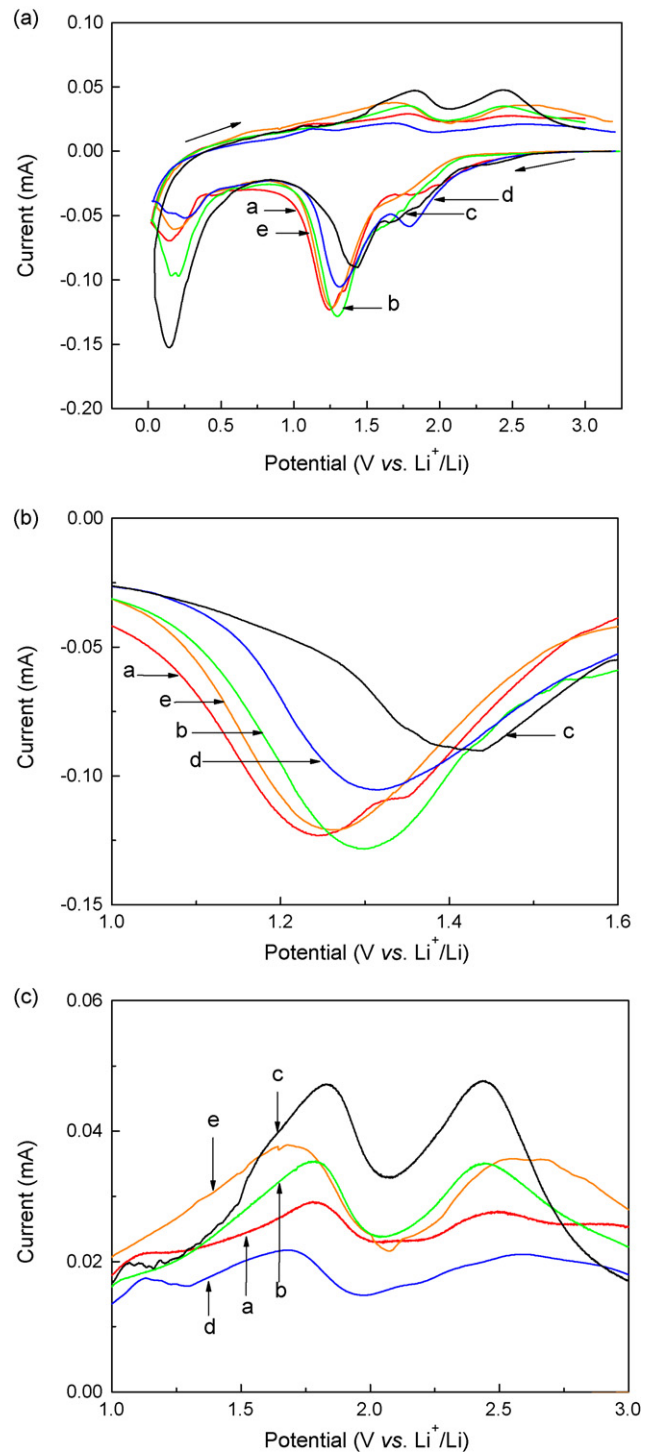 (a)
0.10
0.05
0.00
-0.05
-0.10
-0.15
-0.20
Current (mA)
a
e
b
c
d
0.0 0.5 1.0 1.5 2.0 2.5 3.0
Potential (V vs. Li⁺/Li)
(b)
0.00
-0.05
-0.10
-0.15
Current (mA)
a
e
b
d
c
1.0 1.2 1.4 1.6
Potential (V vs. Li⁺/Li)
(c)
0.06
0.04
0.02
0.00
Current (mA)
c
e
d
a
b
1.0 1.5 2.0 2.5 3.0
Potential (V vs. Li⁺/Li)